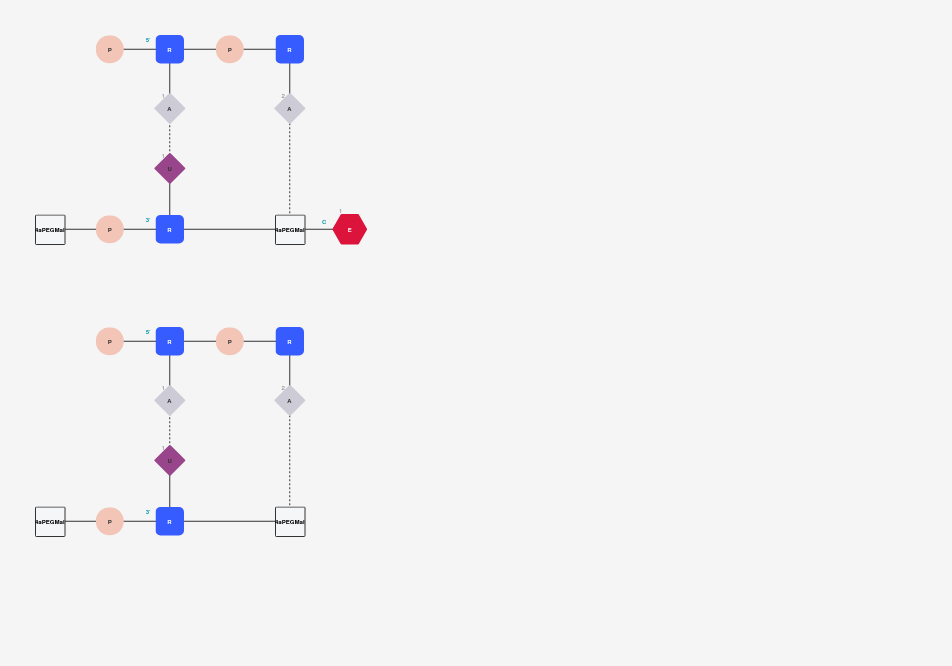 5'
P R P R
1 2
A A
1
U
3' C 1
4aPEGMal P R 4aPEGMal E
5'
P R P R
1 2
A A
1
U
3'
4aPEGMal P R 4aPEGMal